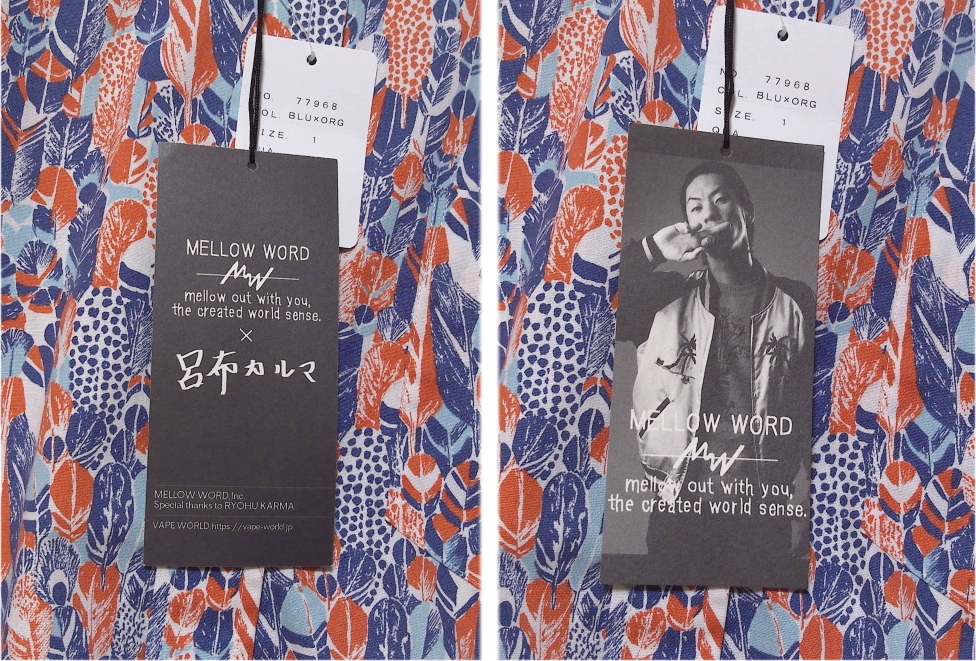 O. 77968
OL. BLU×ORG
IZE. 1
MELLOW WORD
MW
mellow out with you,
the created world sense.
×
呂布カルマ
MELLOW WORD.Inc.
Special thanks to RYOHU KARMA
VAPE WORLD.https://vape-world.jp
NO. 77968
COL. BLU×ORG
SIZE. 1
MELLOW WORD
MW
mellow out with you,
the created world sense.